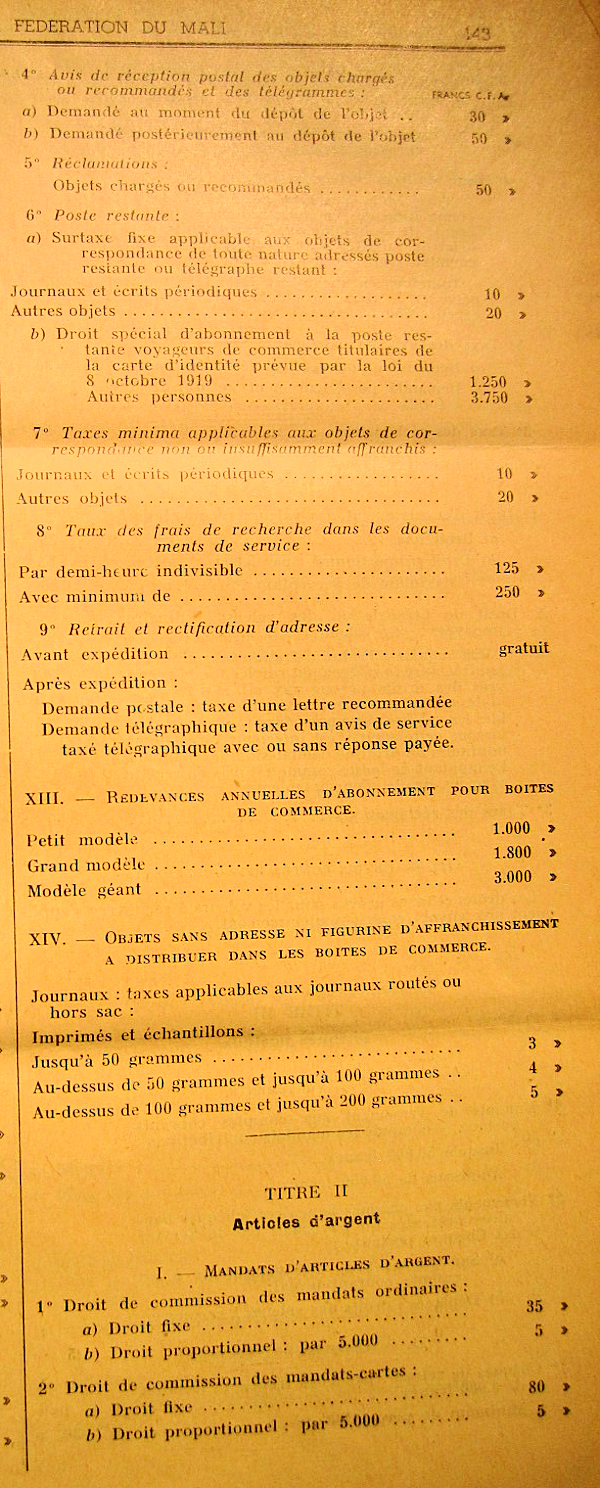 FEDERATION DU MALI 143
4° Avis de réception postal des objets chargés
ou recommandés et des télégrammes :
FRANCS C.F.A.
a) Demandé au moment du dépôt de l'objet .. 30 »
b) Demandé postérieurement au dépôt de l'objet 50 »
5° Réclamations :
Objets chargés ou recommandés ............ 50 »
6° Poste restante :
a) Surtaxe fixe applicable aux objets de cor-
respondance de toute nature adressés poste
restante ou télégraphe restant :
Journaux et écrits périodiques .................. 10 »
Autres objets .................................. 20 »
b) Droit spécial d'abonnement à la poste res-
tante voyageurs de commerce titulaires de
la carte d'identité prévue par la loi du
8 octobre 1919 ........................ 1.250 »
Autres personnes ...................... 3.750 »
7° Taxes minima applicables aux objets de cor-
respondance non ou insuffisamment affranchis :
Journaux et écrits périodiques .................. 10 »
Autres objets .................................. 20 »
8° Taux des frais de recherche dans les docu-
ments de service :
Par demi-heure indivisible ...................... 125 »
Avec minimum de .............................. 250 »
9° Retrait et rectification d'adresse :
Avant expédition .............................. gratuit
Après expédition :
Demande postale : taxe d'une lettre recommandée
Demande télégraphique : taxe d'un avis de service
taxé télégraphique avec ou sans réponse payée.
XIII. — REDEVANCES ANNUELLES D'ABONNEMENT POUR BOITES
DE COMMERCE.
Petit modèle .................................. 1.000 »
Grand modèle .................................. 1.800 »
Modèle géant .................................. 3.000 »
XIV. — OBJETS SANS ADRESSE NI FIGURINE D'AFFRANCHISSEMENT
A DISTRIBUER DANS LES BOITES DE COMMERCE.
Journaux : taxes applicables aux journaux routés ou
hors sac :
Imprimés et échantillons :
Jusqu'à 50 grammes ............................ 3 »
Au-dessus de 50 grammes et jusqu'à 100 grammes .. 4 »
Au-dessus de 100 grammes et jusqu'à 200 grammes .. 5 »
TITRE II
Articles d'argent
I. — MANDATS D'ARTICLES D'ARGENT.
1° Droit de commission des mandats ordinaires :
a) Droit fixe .............................. 35 »
b) Droit proportionnel : par 5.000 ......... 5 »
2° Droit de commission des mandats-cartes :
a) Droit fixe .............................. 80 »
b) Droit proportionnel : par 5.000 ......... 5 »